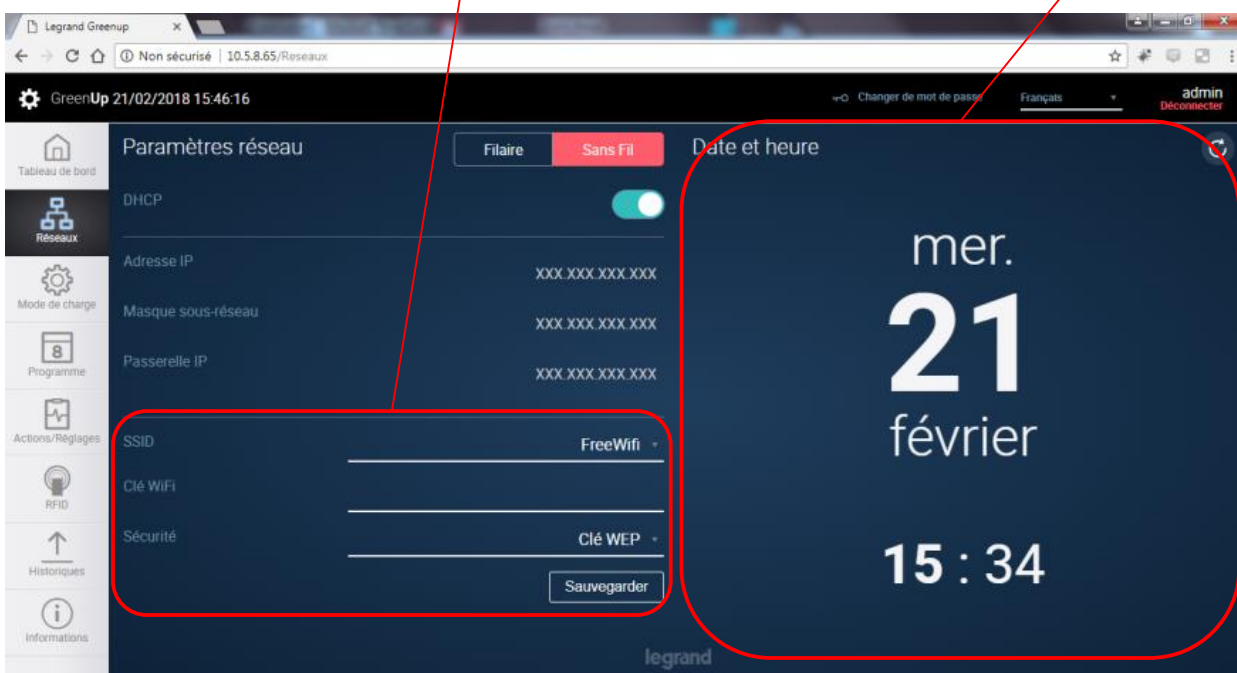 Legrand Greenup
Non sécurisé | 10.5.8.65/Reseaux
GreenUp 21/02/2018 15:46:16
Changer de mot de passe
Français
admin
Déconnecter
Tableau de bord
Réseaux
Mode de charge
8
Programme
Actions/Réglages
RFID
Historiques
Informations
Paramètres réseau
Filaire
Sans Fil
DHCP
Adresse IP
XXX.XXX.XXX.XXX
Masque sous-réseau
XXX.XXX.XXX.XXX
Passerelle IP
XXX.XXX.XXX.XXX
SSID
FreeWifi
Clé WiFi
Sécurité
Clé WEP
Sauvegarder
Date et heure
mer.
21
février
15 : 34
legrand